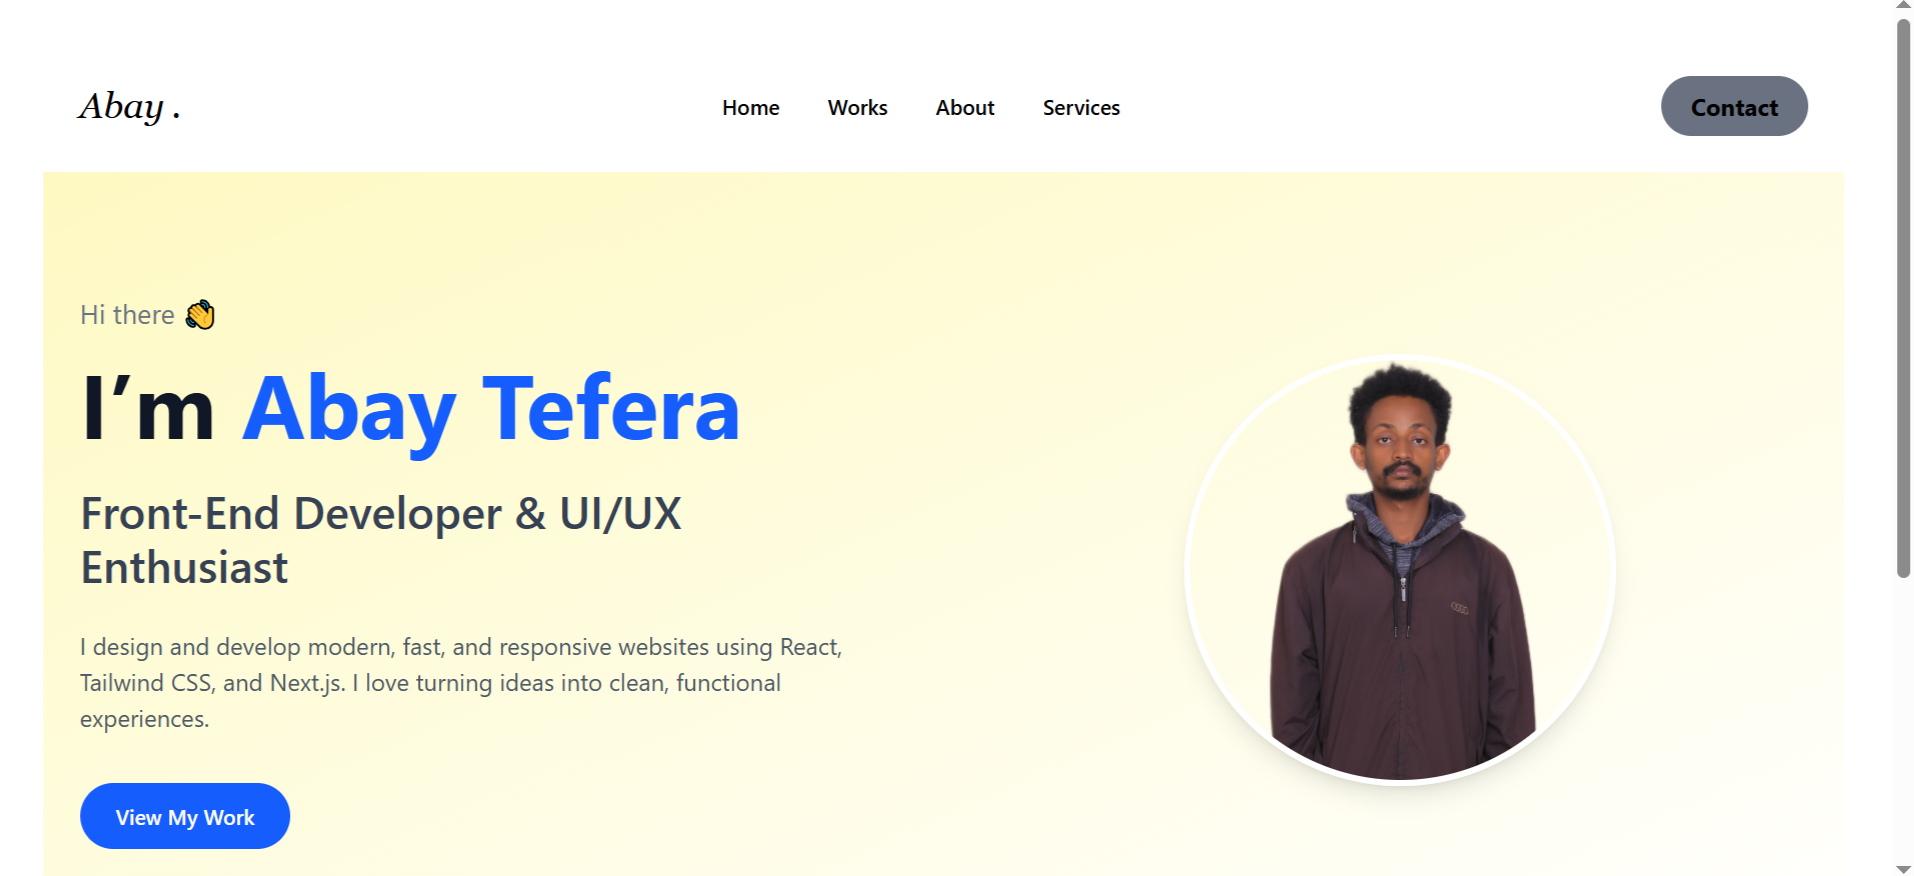 Abay .
Home Works About Services
Contact
Hi there 👋
I’m Abay Tefera
Front-End Developer & UI/UX
Enthusiast
I design and develop modern, fast, and responsive websites using React,
Tailwind CSS, and Next.js. I love turning ideas into clean, functional
experiences.
View My Work